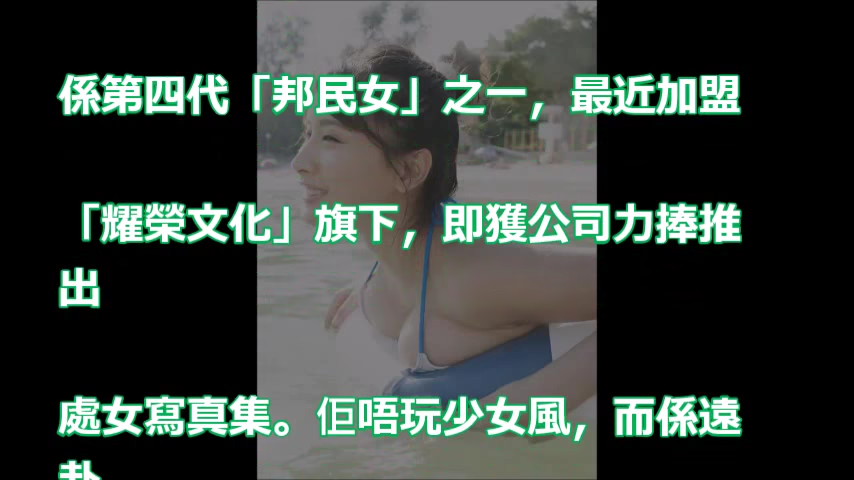 係第四代「邦民女」之一，最近加盟
「耀榮文化」旗下，即獲公司力捧推
出
處女寫真集。佢唔玩少女風，而係遠
赴